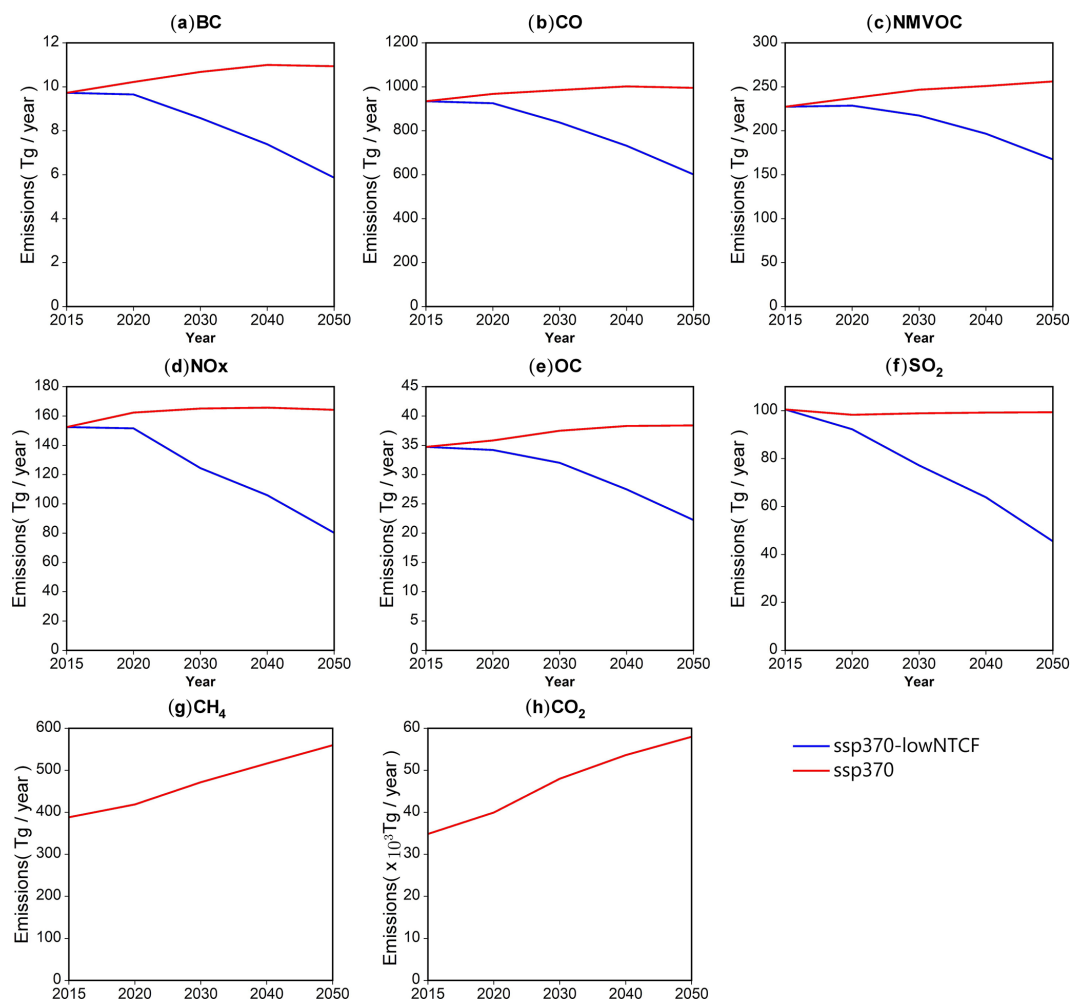 (a)BC
12
10
8
6
4
2
0
Emissions( Tg / year )
2015 2020 2030 2040 2050
Year
(b)CO
1200
1000
800
600
400
200
0
Emissions( Tg / year )
2015 2020 2030 2040 2050
Year
(c)NMVOC
300
250
200
150
100
50
0
Emissions( Tg / year )
2015 2020 2030 2040 2050
Year
(d)NOx
180
160
140
120
100
80
60
40
20
0
Emissions( Tg / year )
2015 2020 2030 2040 2050
Year
(e)OC
45
40
35
30
25
20
15
10
5
0
Emissions( Tg / year )
2015 2020 2030 2040 2050
Year
(f)SO₂
100
80
60
40
20
0
Emissions( Tg / year )
2015 2020 2030 2040 2050
Year
(g)CH₄
600
500
400
300
200
100
0
Emissions( Tg / year )
2015 2020 2030 2040 2050
(h)CO₂
60
50
40
30
20
10
0
Emissions( x 10³Tg / year )
2015 2020 2030 2040 2050
ssp370-lowNTCF
ssp370